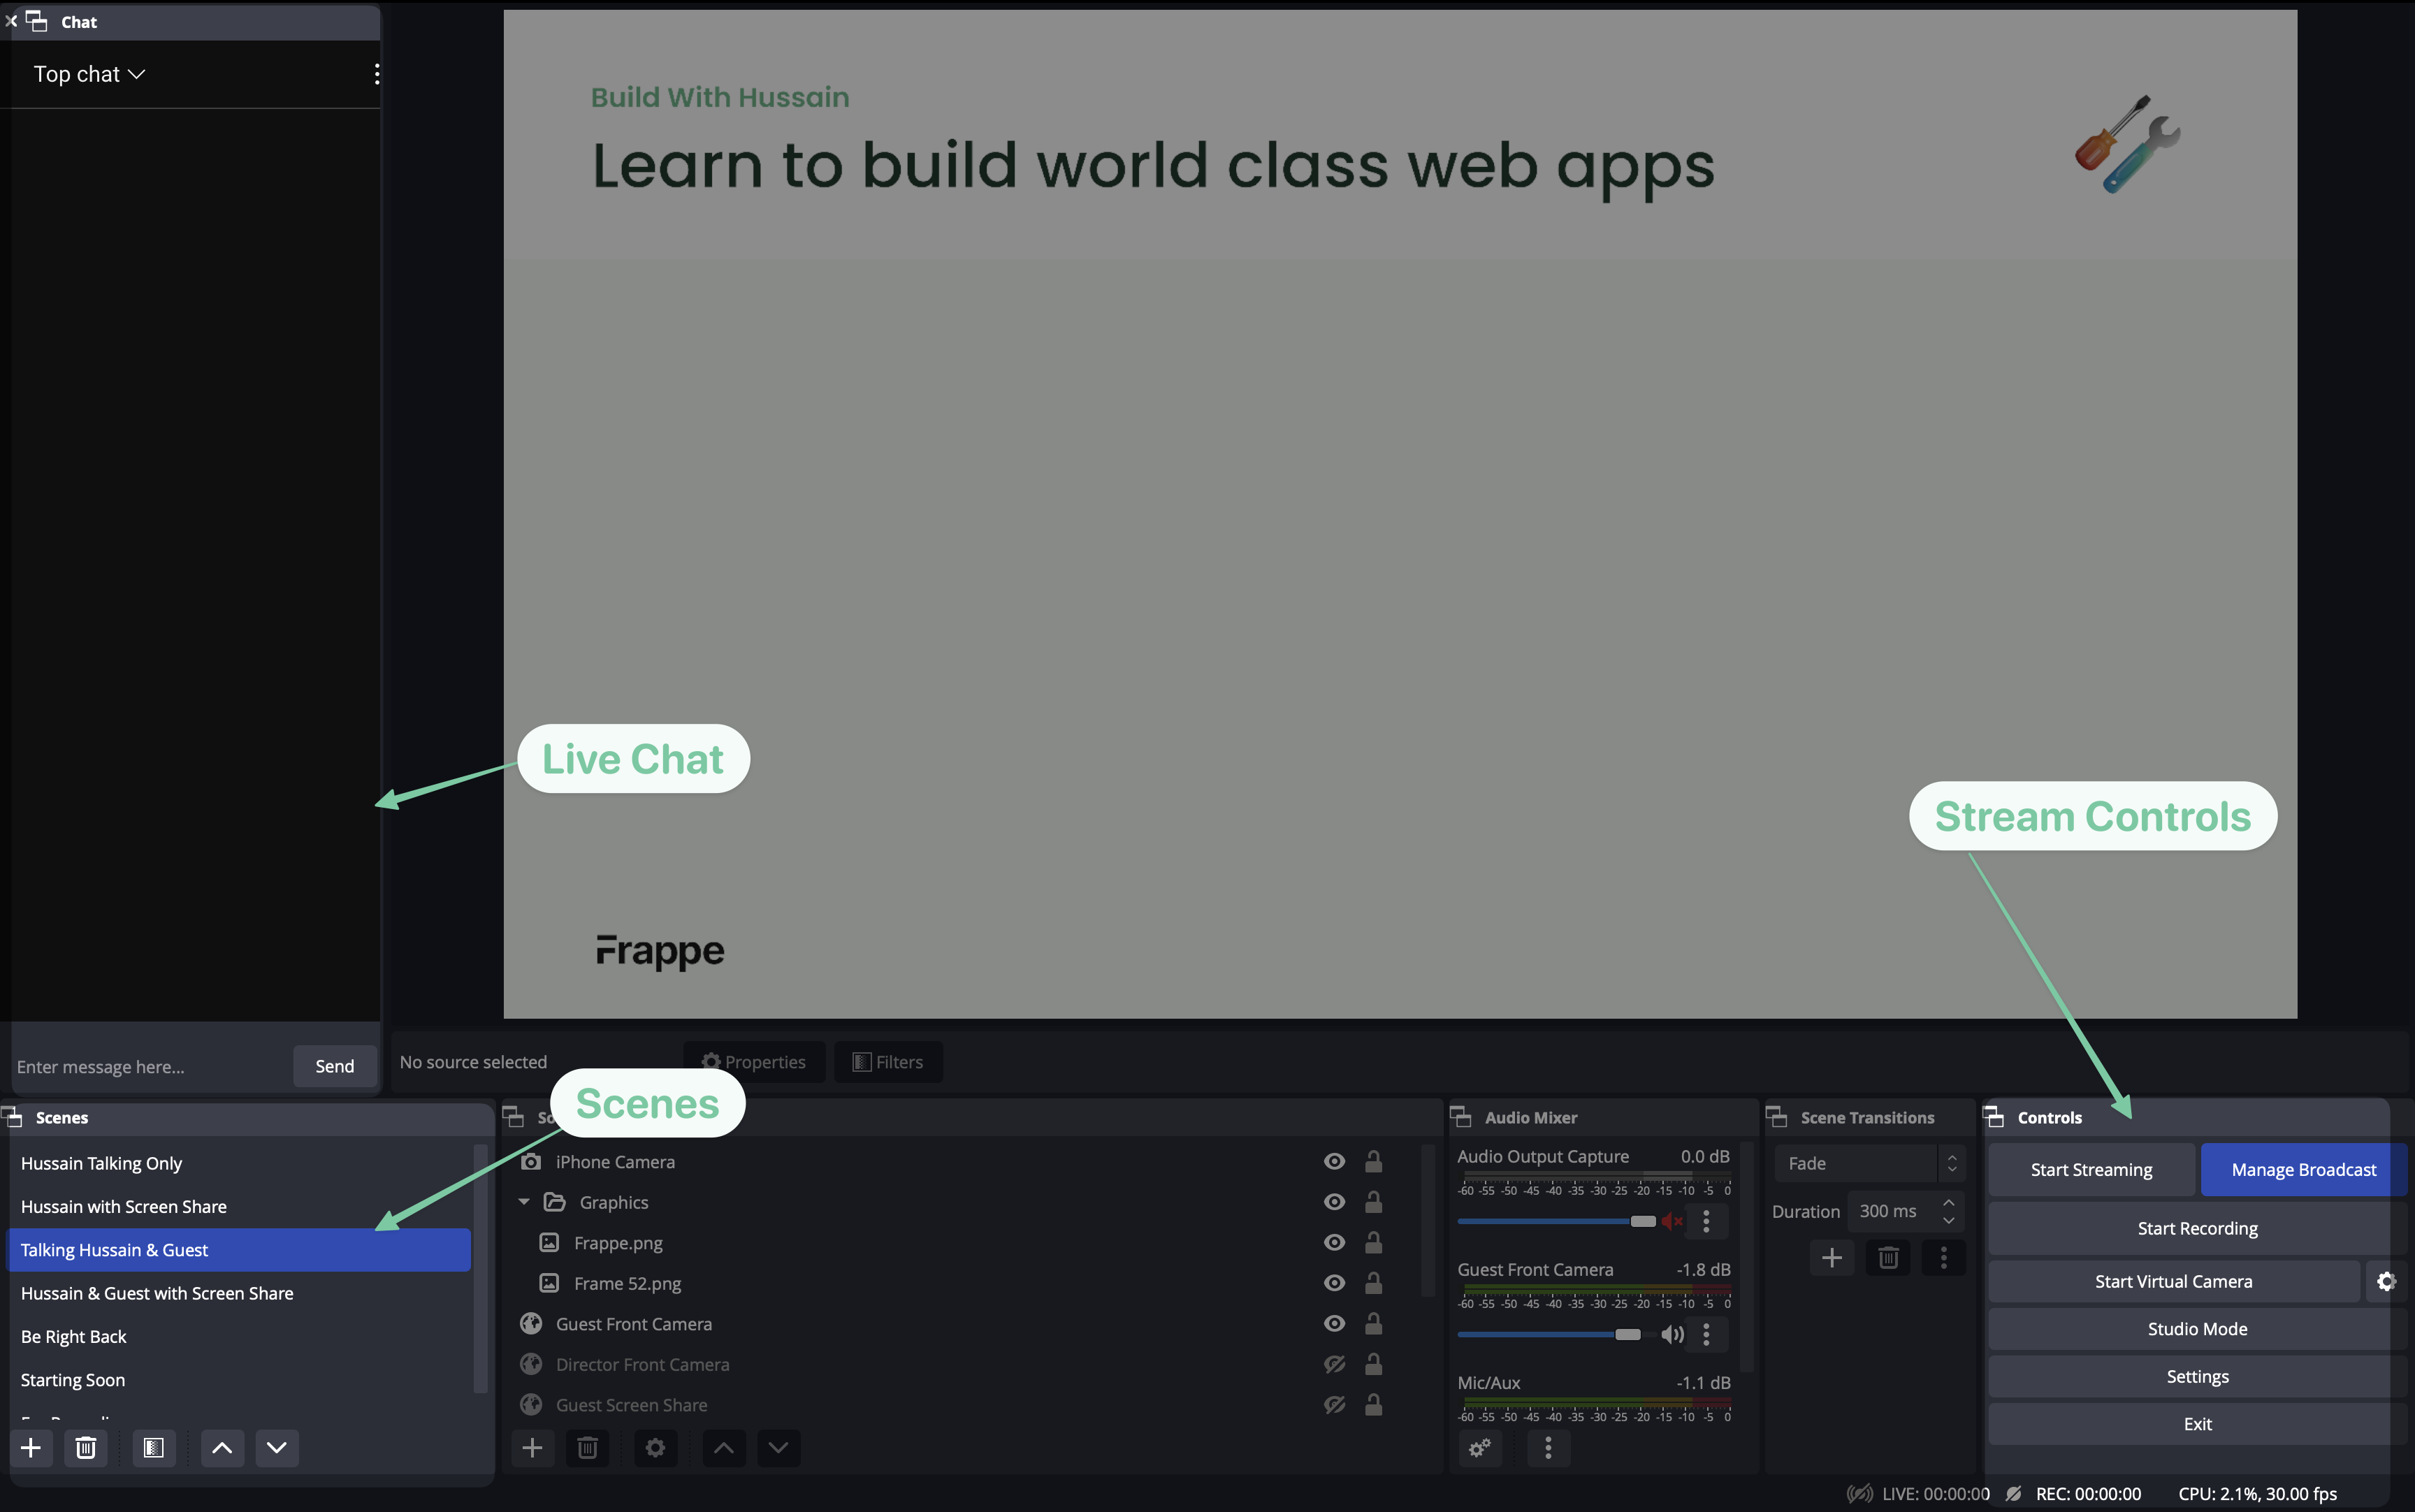 Chat
Top chat
Build With Hussain
Learn to build world class web apps
Live Chat
Stream Controls
Frappe
Enter message here...
Send
No source selected
Properties
Filters
Scenes
Scenes
Hussain Talking Only
Hussain with Screen Share
Talking Hussain & Guest
Hussain & Guest with Screen Share
Be Right Back
Starting Soon
iPhone Camera
Graphics
Frappe.png
Frame 52.png
Guest Front Camera
Director Front Camera
Guest Screen Share
Audio Mixer
Audio Output Capture 0.0 dB
-60 -55 -50 -45 -40 -35 -30 -25 -20 -15 -10 -5 0
Guest Front Camera -1.8 dB
-60 -55 -50 -45 -40 -35 -30 -25 -20 -15 -10 -5 0
Mic/Aux -1.1 dB
-60 -55 -50 -45 -40 -35 -30 -25 -20 -15 -10 -5 0
Scene Transitions
Fade
Duration 300 ms
Controls
Start Streaming
Manage Broadcast
Start Recording
Start Virtual Camera
Studio Mode
Settings
Exit
LIVE: 00:00:00 REC: 00:00:00 CPU: 2.1%, 30.00 fps